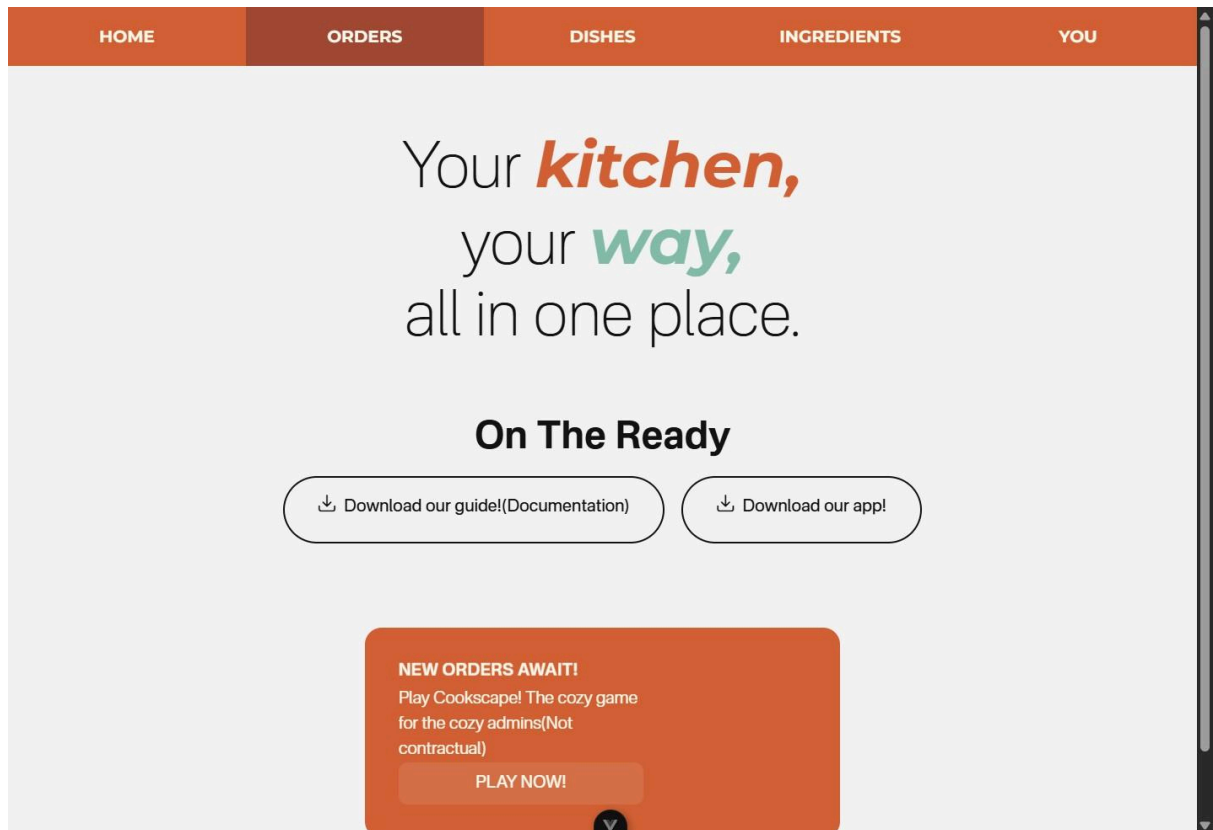 HOME ORDERS DISHES INGREDIENTS YOU
Your kitchen,
your way,
all in one place.
On The Ready
Download our guide!(Documentation) Download our app!
NEW ORDERS AWAIT!
Play Cookscape! The cozy game
for the cozy admins(Not
contractual)
PLAY NOW!